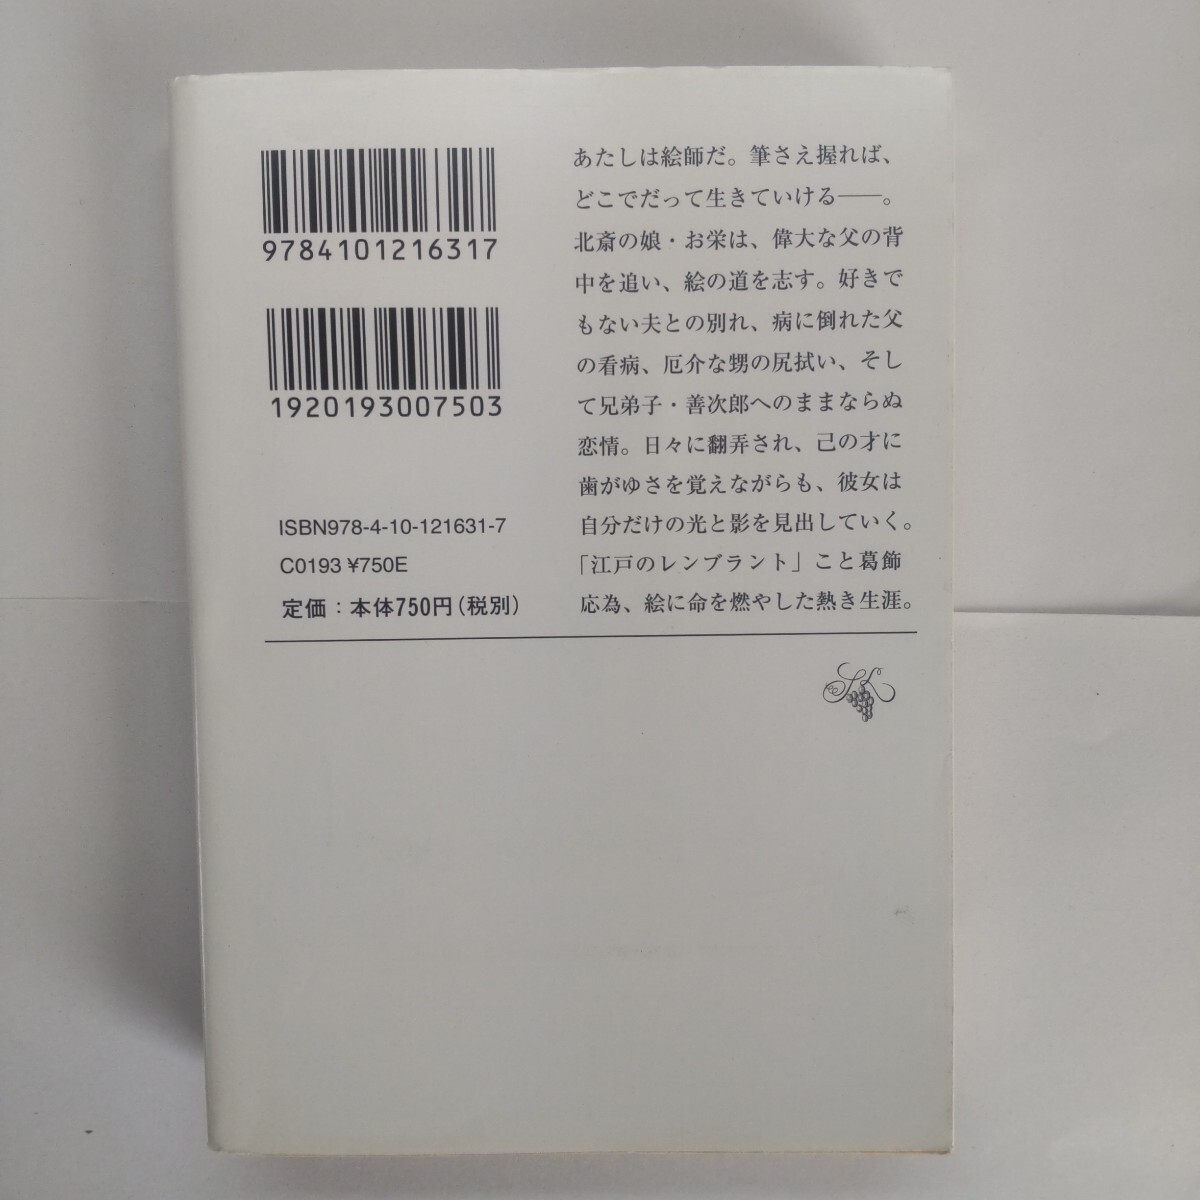 9784101216317
1920193007503
ISBN978-4-10-121631-7
C0193 ¥750E
定価：本体750円(税別)
あたしは絵師だ。筆さえ握れば、
どこでだって生きていける――。
北斎の娘・お栄は、偉大な父の背
中を追い、絵の道を志す。好きで
もない夫との別れ、病に倒れた父
の看病、厄介な甥の尻拭い、そし
て兄弟子・善次郎へのままならぬ
恋情。日々に翻弄され、己の才に
歯がゆさを覚えながらも、彼女は
自分だけの光と影を見出していく。
「江戸のレンブラント」こと葛飾
応為、絵に命を燃やした熱き生涯。